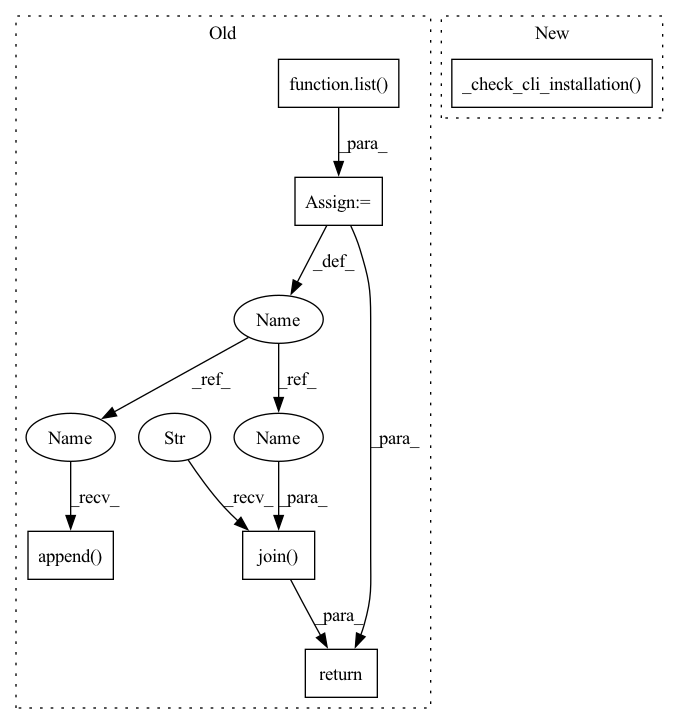 Old
New
function.list()
_check_cli_installation()
_para_
Assign:=
_def_
Name
_ref_
_ref_
Name
Str
Name
_para_
_recv_
_recv_
_para_
append()
join()
_para_
return